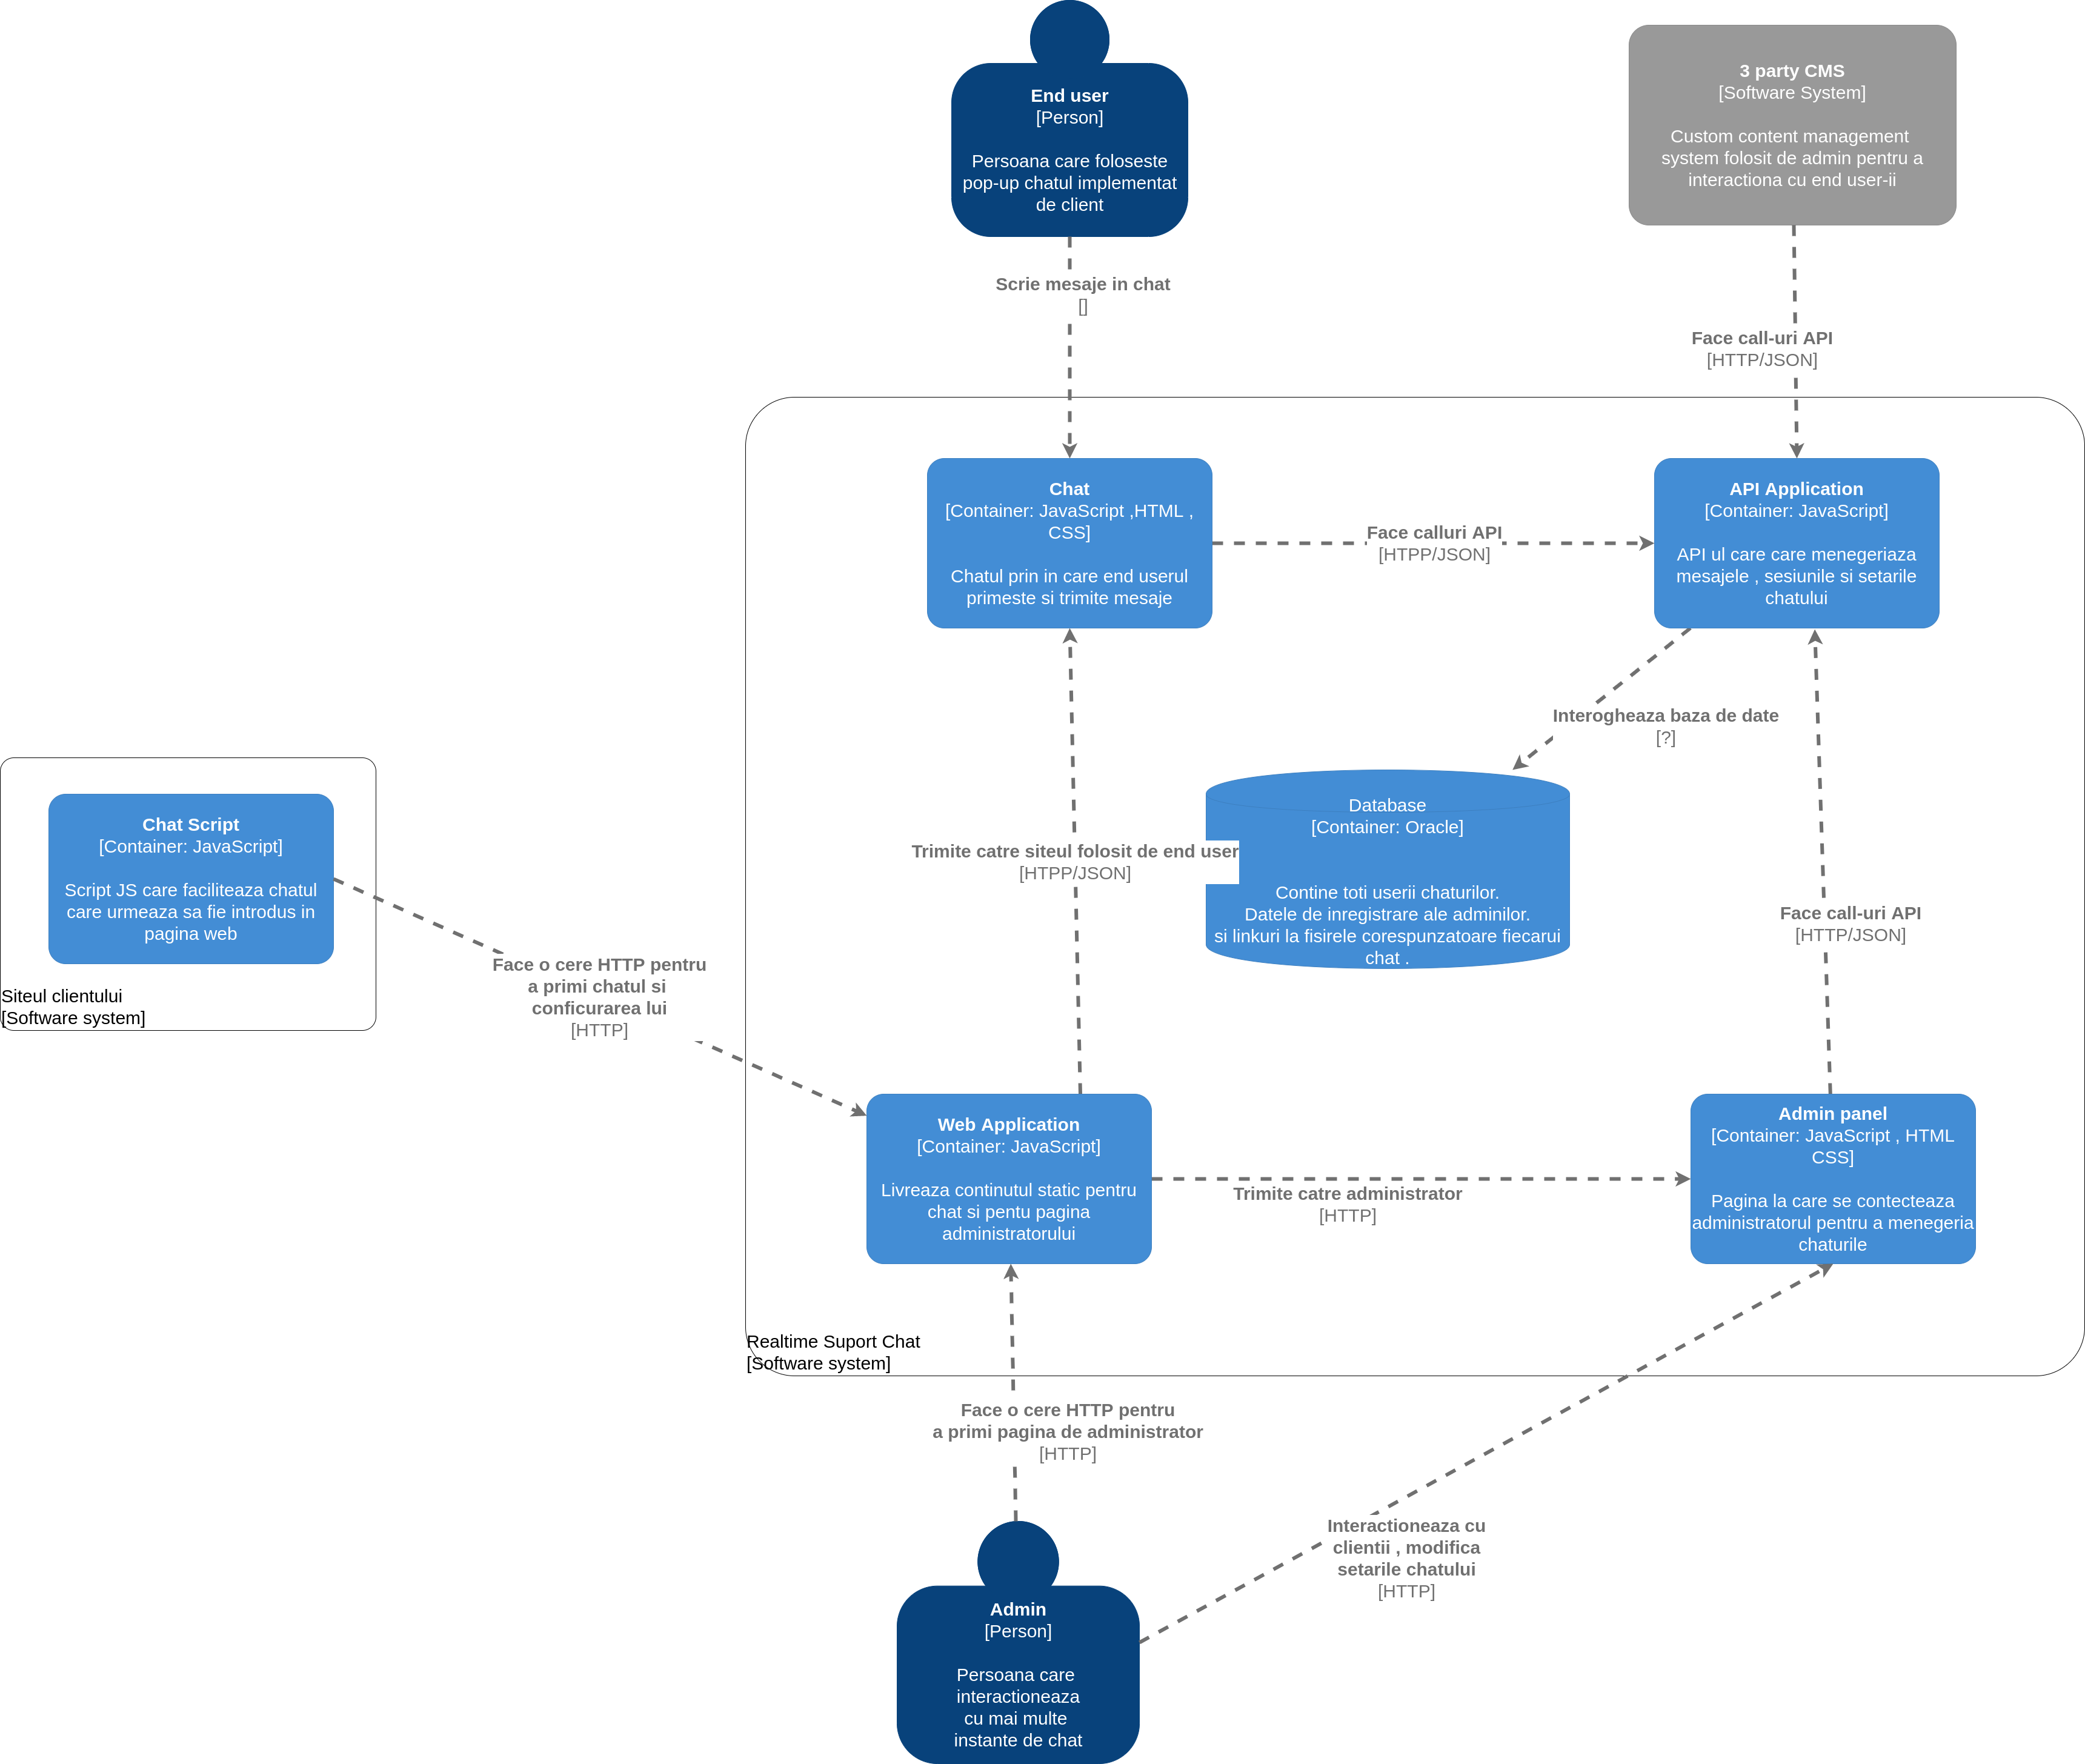 End user
[Person]
Persoana care foloseste
pop-up chatul implementat
de client
3 party CMS
[Software System]
Custom content management
system folosit de admin pentru a
interactiona cu end user-ii
Scrie mesaje in chat
[]
Face call-uri API
[HTTP/JSON]
Chat
[Container: JavaScript ,HTML ,
CSS]
Chatul prin in care end userul
primeste si trimite mesaje
Face calluri API
[HTPP/JSON]
API Application
[Container: JavaScript]
API ul care care menegeriaza
mesajele , sesiunile si setarile
chatului
Interogheaza baza de date
[?]
Database
[Container: Oracle]
Contine toti userii chaturilor.
Datele de inregistrare ale adminilor.
si linkuri la fisirele corespunzatoare fiecarui
chat .
Trimite catre siteul folosit de end user
[HTPP/JSON]
Face call-uri API
[HTTP/JSON]
Chat Script
[Container: JavaScript]
Script JS care faciliteaza chatul
care urmeaza sa fie introdus in
pagina web
Siteul clientului
[Software system]
Face o cere HTTP pentru
a primi chatul si
conficurarea lui
[HTTP]
Web Application
[Container: JavaScript]
Livreaza continutul static pentru
chat si pentu pagina
administratorului
Trimite catre administrator
[HTTP]
Admin panel
[Container: JavaScript , HTML
CSS]
Pagina la care se contecteaza
administratorul pentru a menegeria
chaturile
Realtime Suport Chat
[Software system]
Face o cere HTTP pentru
a primi pagina de administrator
[HTTP]
Interactioneaza cu
clientii , modifica
setarile chatului
[HTTP]
Admin
[Person]
Persoana care
interactioneaza
cu mai multe
instante de chat